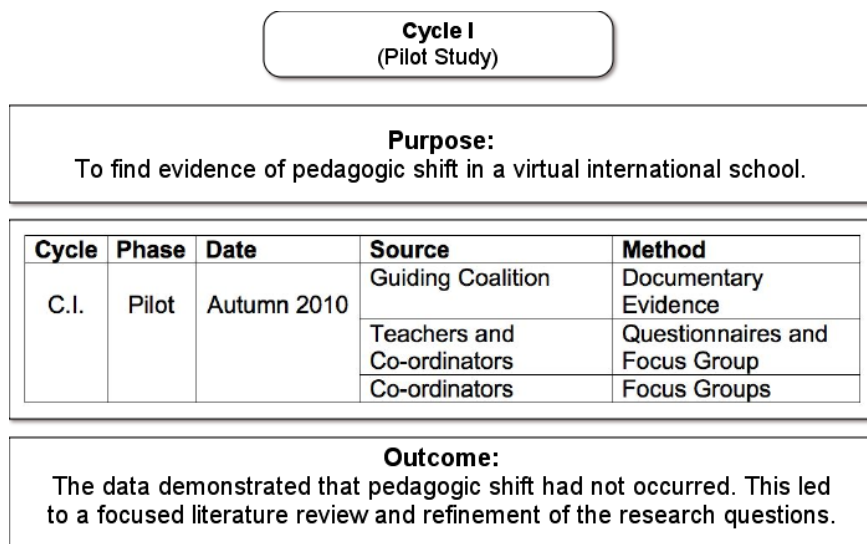 Cycle I
(Pilot Study)
Purpose:
To find evidence of pedagogic shift in a virtual international school.
Cycle Phase Date Source Method
C.I. Pilot Autumn 2010 Guiding Coalition Documentary Evidence
Teachers and Co-ordinators Questionnaires and Focus Group
Co-ordinators Focus Groups
Outcome:
The data demonstrated that pedagogic shift had not occurred. This led
to a focused literature review and refinement of the research questions.